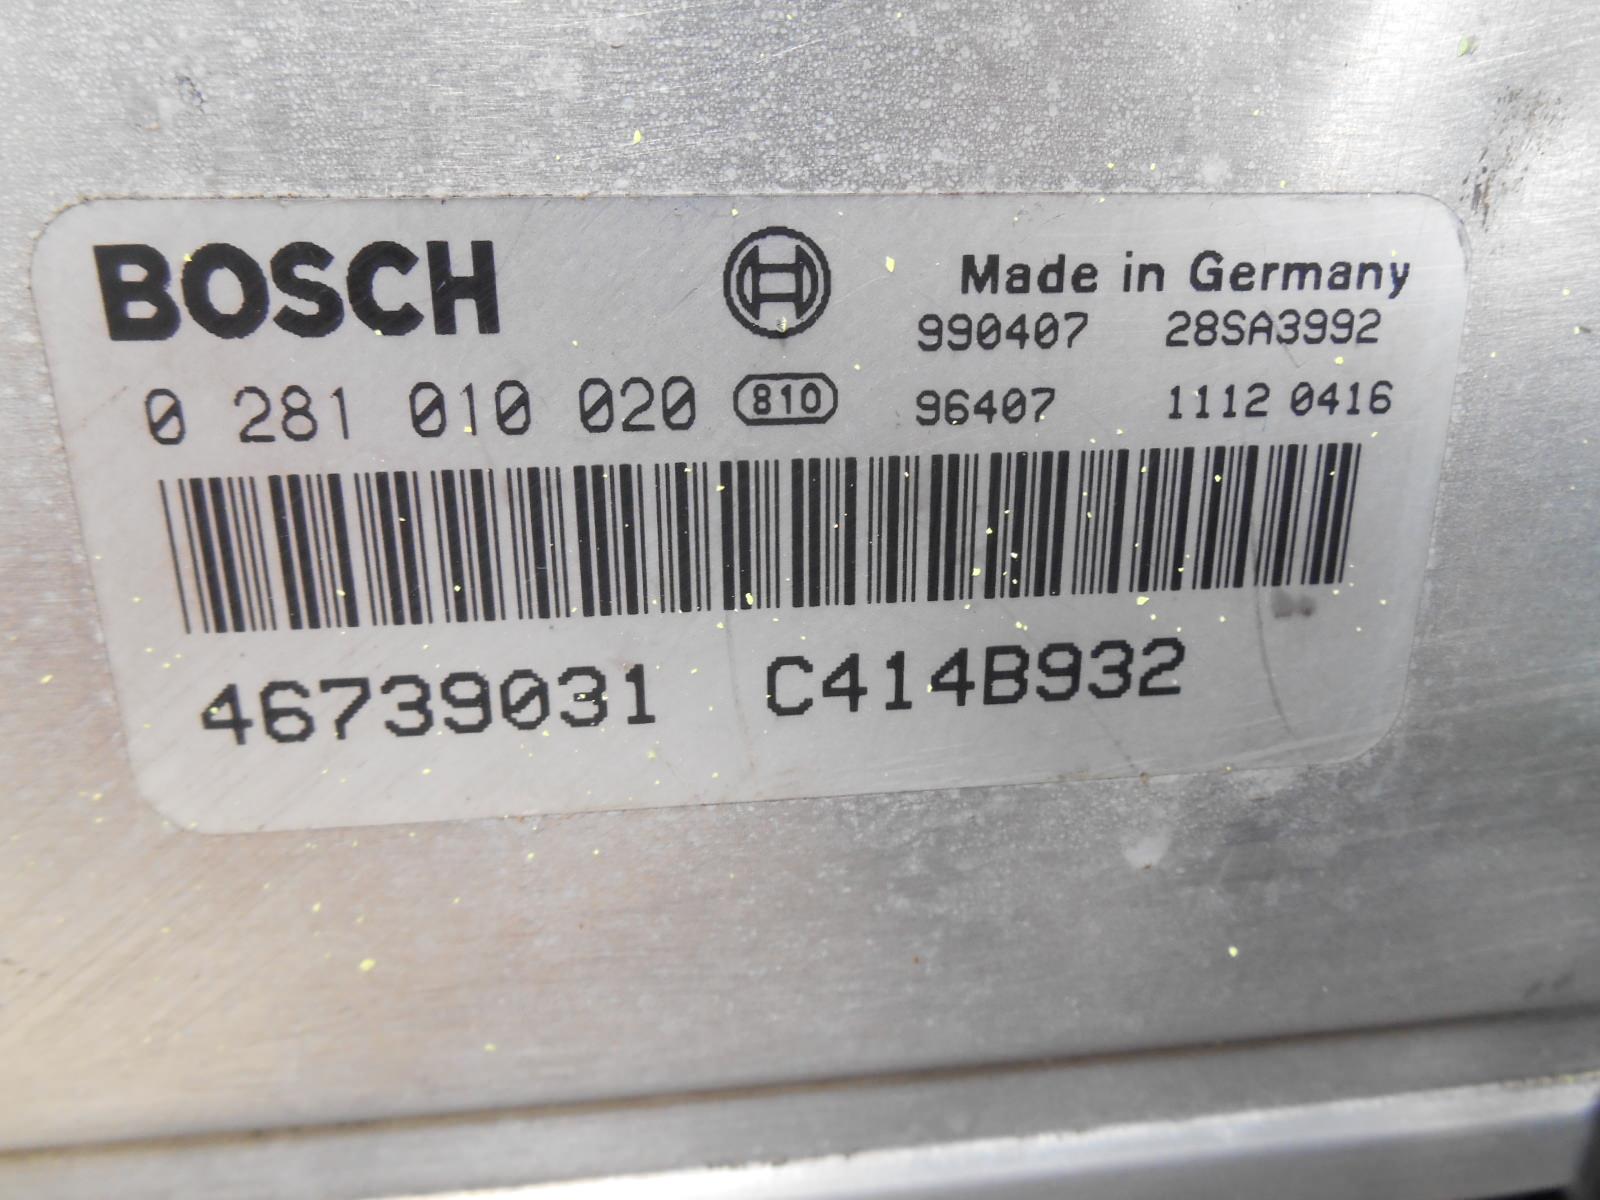 BOSCH Made in Germany
990407 28SA3992
0 281 010 020 810 96407 1112 0416
46739031 C414B932